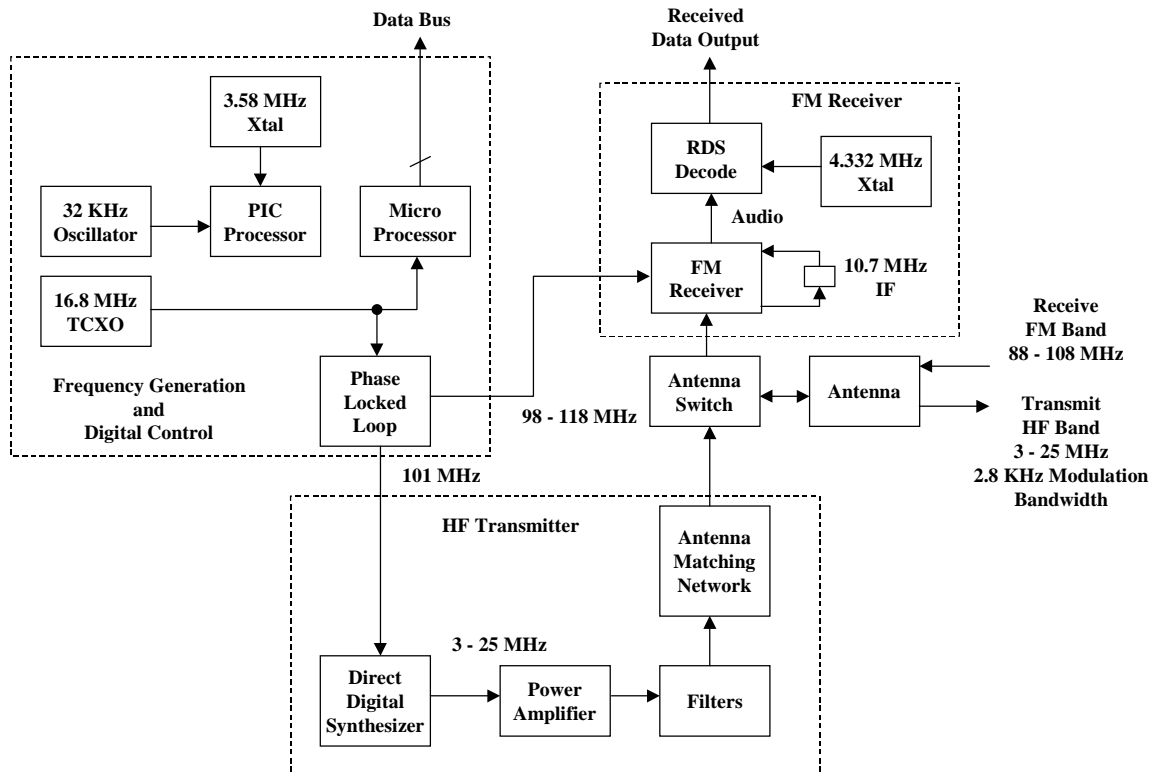 Data Bus
Received
Data Output
3.58 MHz
Xtal
32 KHz
Oscillator
PIC
Processor
Micro
Processor
16.8 MHz
TCXO
Phase
Locked
Loop
Frequency Generation
and
Digital Control
FM Receiver
RDS
Decode
4.332 MHz
Xtal
Audio
FM
Receiver
10.7 MHz
IF
98 - 118 MHz
Antenna
Switch
Antenna
Receive
FM Band
88 - 108 MHz
Transmit
HF Band
3 - 25 MHz
2.8 KHz Modulation
Bandwidth
101 MHz
HF Transmitter
Antenna
Matching
Network
3 - 25 MHz
Direct
Digital
Synthesizer
Power
Amplifier
Filters